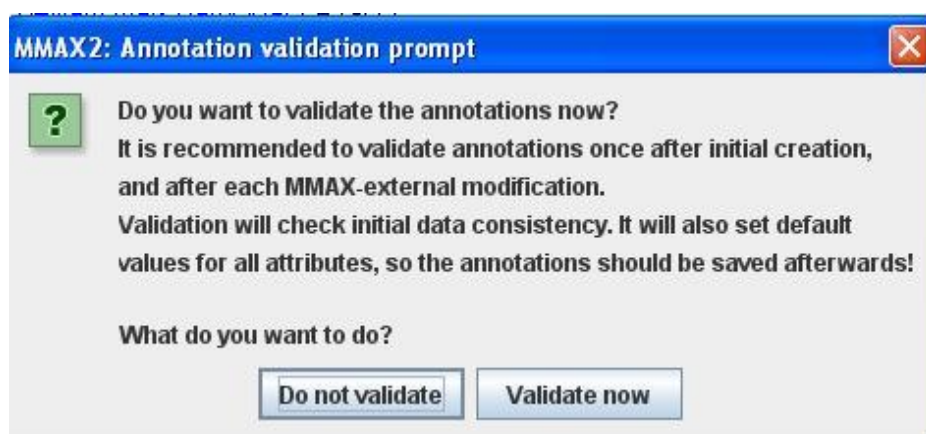 MMAX2: Annotation validation prompt
Do you want to validate the annotations now?
It is recommended to validate annotations once after initial creation,
and after each MMAX-external modification.
Validation will check initial data consistency. It will also set default
values for all attributes, so the annotations should be saved afterwards!
What do you want to do?
Do not validate Validate now